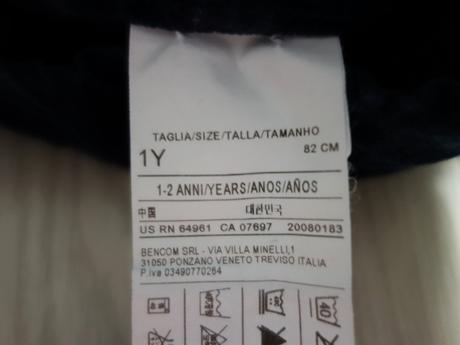 TAGLIA/SIZE/TALLA/TAMANHO
1Y 82 CM
1-2 ANNI/YEARS/ANOS/AÑOS
中国 대한민국
US RN 64961 CA 07697 20080183
BENCOM SRL - VIA VILLA MINELLI,1
31050 PONZANO VENETO TREVISO ITALIA
P.Iva 03490770264
40